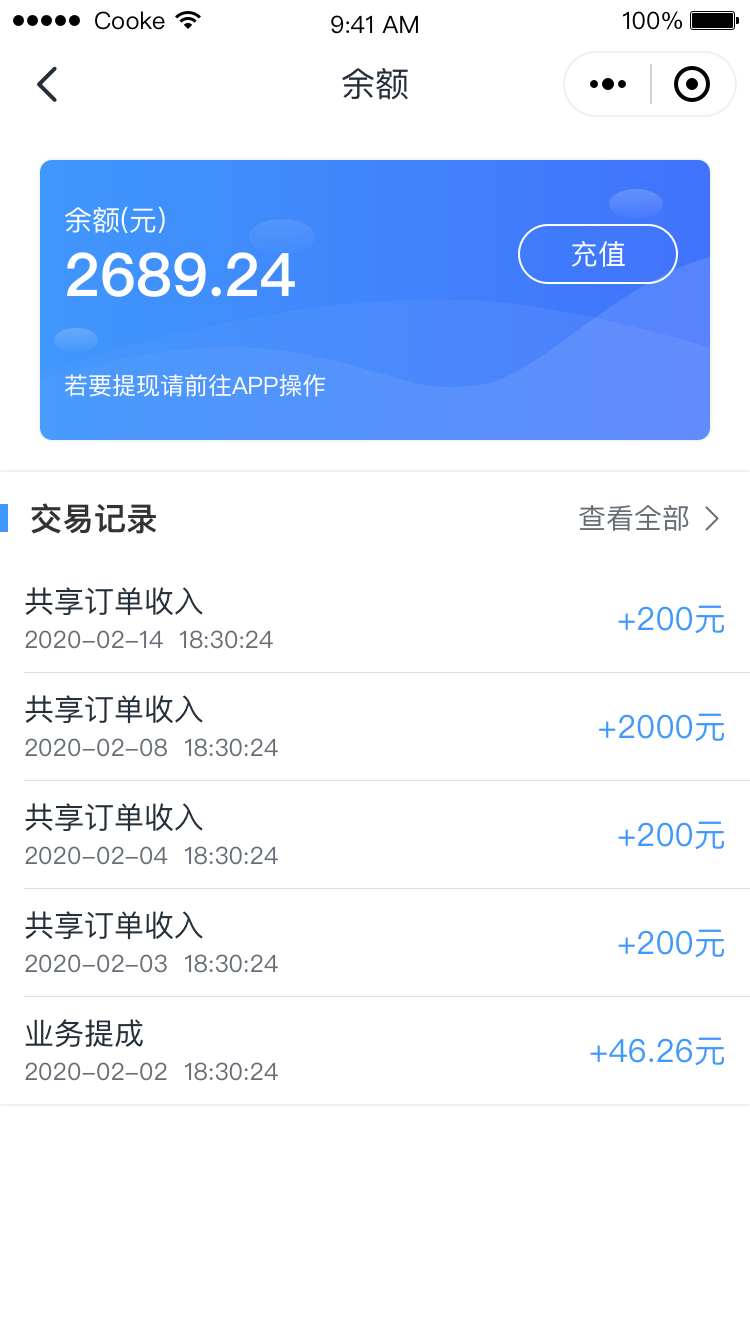 Cooke 9:41 AM 100%
余额
余额(元)
2689.24
充值
若要提现请前往APP操作
交易记录 查看全部
共享订单收入
2020-02-14 18:30:24
+200元
共享订单收入
2020-02-08 18:30:24
+2000元
共享订单收入
2020-02-04 18:30:24
+200元
共享订单收入
2020-02-03 18:30:24
+200元
业务提成
2020-02-02 18:30:24
+46.26元